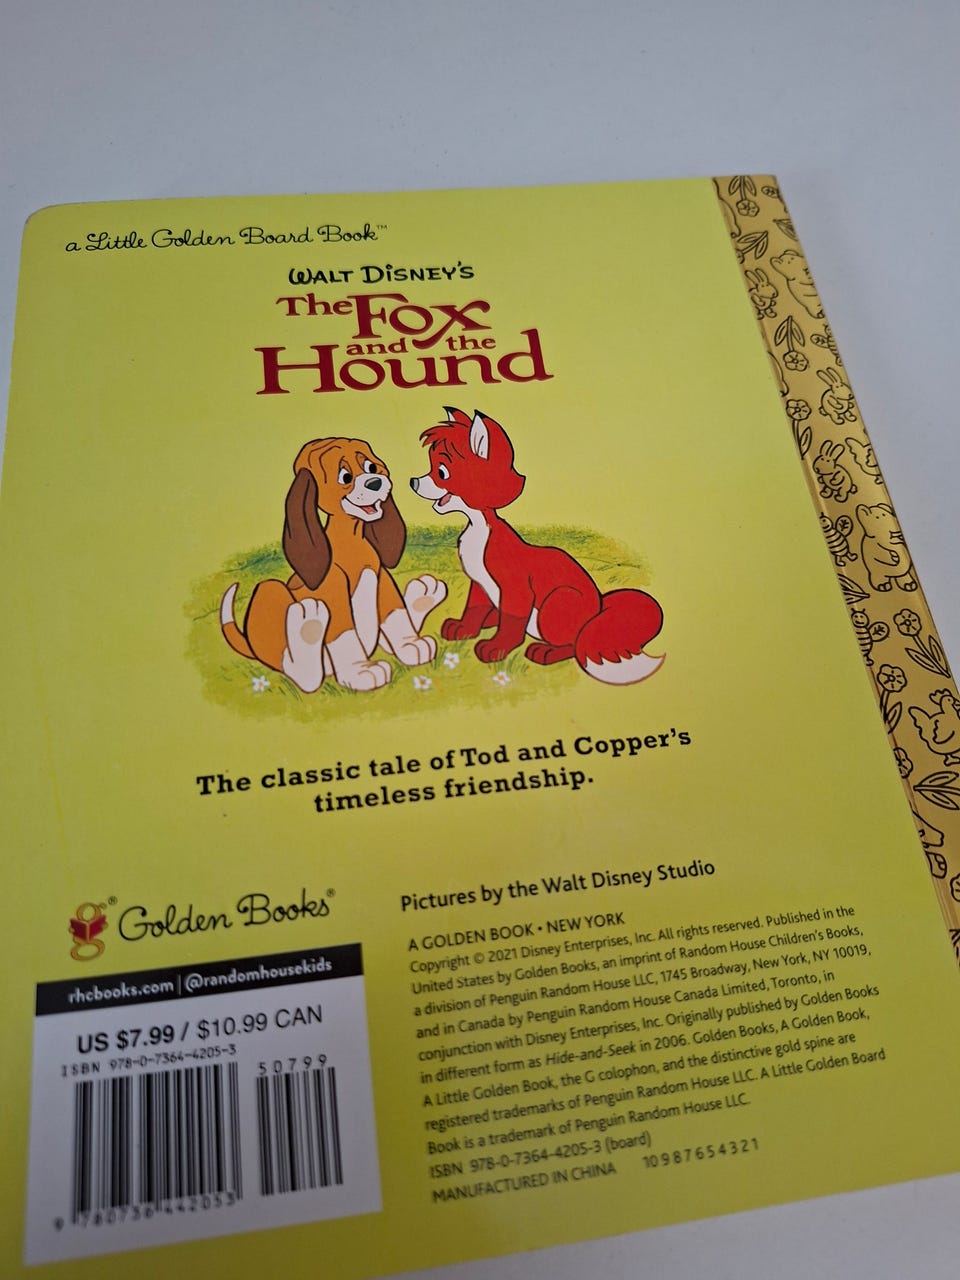 a Little Golden Board Book™
WALT DISNEY'S
The Fox
and the
Hound
The classic tale of Tod and Copper's
timeless friendship.
Golden Books®
rhcbooks.com | @randomhousekids
US $7.99 / $10.99 CAN
ISBN 978-0-7364-4205-3
50799
9 780736 442053
Pictures by the Walt Disney Studio
A GOLDEN BOOK • NEW YORK
Copyright © 2021 Disney Enterprises, Inc. All rights reserved. Published in the
United States by Golden Books, an imprint of Random House Children's Books,
a division of Penguin Random House LLC, 1745 Broadway, New York, NY 10019,
and in Canada by Penguin Random House Canada Limited, Toronto, in
conjunction with Disney Enterprises, Inc. Originally published by Golden Books
in different form as Hide-and-Seek in 2006. Golden Books, A Golden Book,
A Little Golden Book, the G colophon, and the distinctive gold spine are
registered trademarks of Penguin Random House LLC. A Little Golden Board
Book is a trademark of Penguin Random House LLC.
ISBN 978-0-7364-4205-3 (board)
MANUFACTURED IN CHINA 10 9 8 7 6 5 4 3 2 1